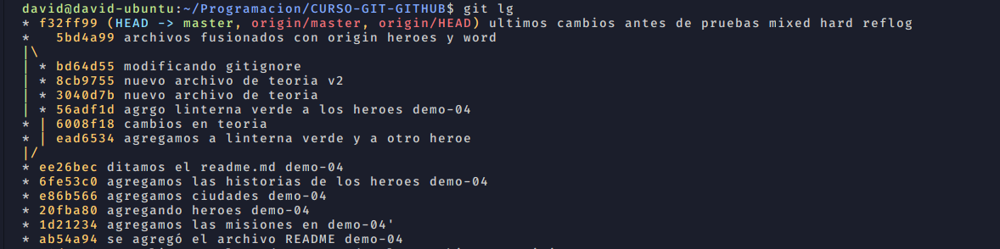 david@david-ubuntu:~/Programacion/CURSO-GIT-GITHUB$ git lg
* f32ff99 (HEAD -> master, origin/master, origin/HEAD) ultimos cambios antes de pruebas mixed hard reflog
*   5bd4a99 archivos fusionados con origin heroes y word
|\
| * bd64d55 modificando gitignore
| * 8cb9755 nuevo archivo de teoria v2
| * 3040d7b nuevo archivo de teoria
| * 56adf1d agrgo linterna verde a los heroes demo-04
* | 6008f18 cambios en teoria
* | ead6534 agregamos a linterna verde y a otro heroe
|/
* ee26bec ditamos el readme.md demo-04
* 6fe53c0 agregamos las historias de los heroes demo-04
* e86b566 agregamos ciudades demo-04
* 20fba80 agregando heroes demo-04
* 1d21234 agregamos las misiones en demo-04'
* ab54a94 se agregó el archivo README demo-04